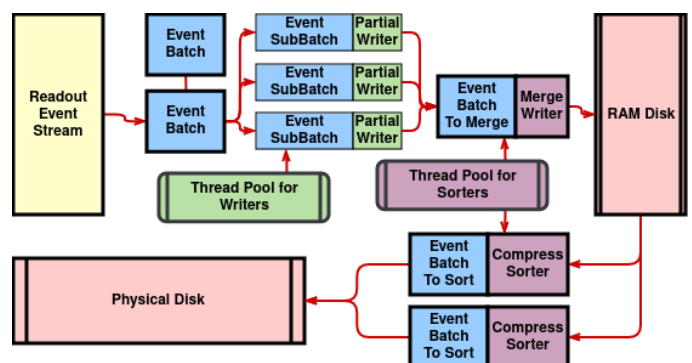 Readout
Event
Stream
Event
Batch
Event
Batch
Event
SubBatch
Partial
Writer
Event
SubBatch
Partial
Writer
Event
SubBatch
Partial
Writer
Thread Pool for
Writers
Event
Batch
To Merge
Merge
Writer
Thread Pool for
Sorters
RAM Disk
Event
Batch
To Sort
Compress
Sorter
Event
Batch
To Sort
Compress
Sorter
Physical Disk